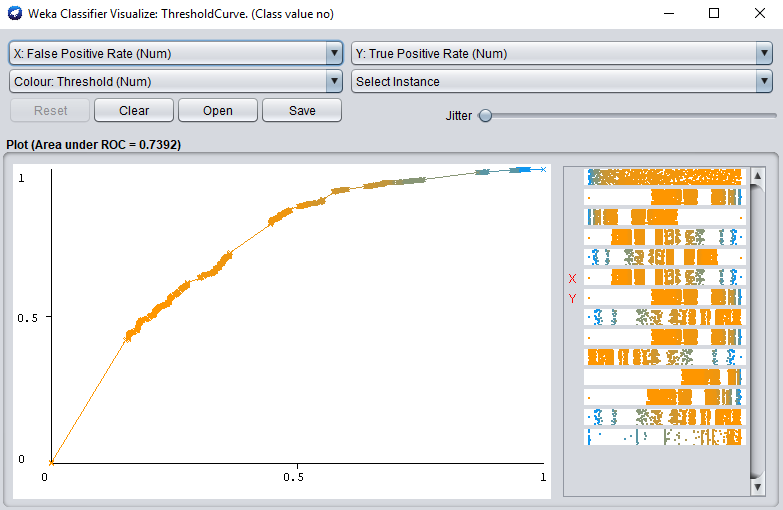 Weka Classifier Visualize: ThresholdCurve. (Class value no)
X: False Positive Rate (Num) Y: True Positive Rate (Num)
Colour: Threshold (Num) Select Instance
Reset Clear Open Save Jitter
Plot (Area under ROC = 0.7392)
1
X
Y
0.5
0
0 0.5 1